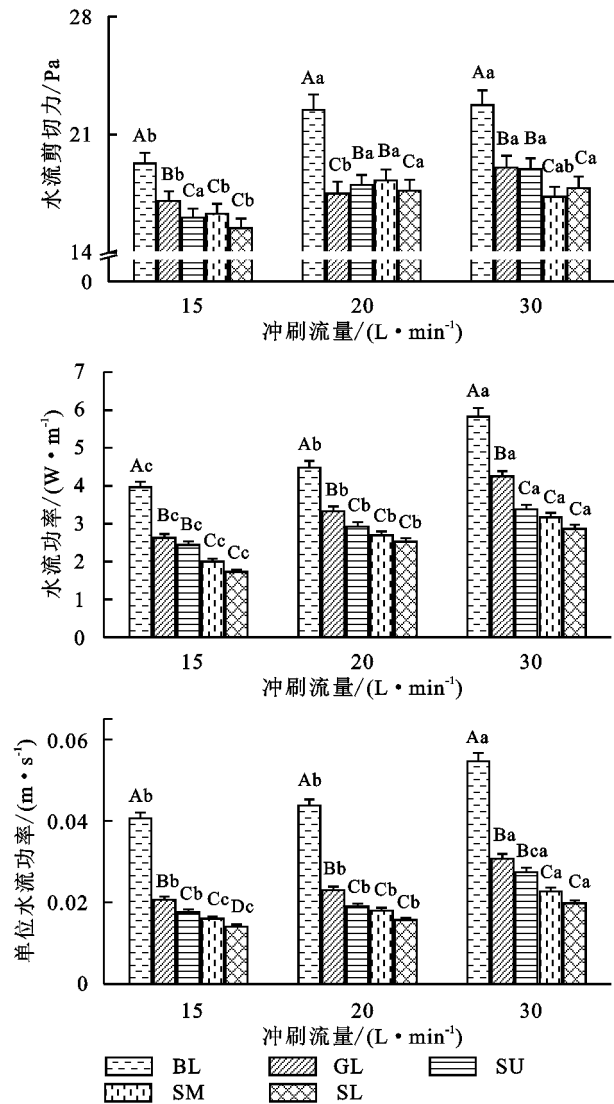 28
21
14
0
水流剪切力/Pa
Ab Bb Ca Cb Cb
Aa Cb Ba Ba Ca
Aa Ba Ba Cab Ca
15 20 30
冲刷流量/(L·min⁻¹)
7
6
5
4
3
2
1
0
水流功率/(W·m⁻¹)
Ac Bc Bc Cc Cc
Ab Bb Cb Cb Cb
Aa Ba Ca Ca Ca
15 20 30
冲刷流量/(L·min⁻¹)
0.06
0.04
0.02
0
单位水流功率/(m·s⁻¹)
Ab Bb Cb Cc Dc
Ab Bb Cb Cb Cb
Aa Ba Bca Ca Ca
15 20 30
冲刷流量/(L·min⁻¹)
BL GL SU
SM SL